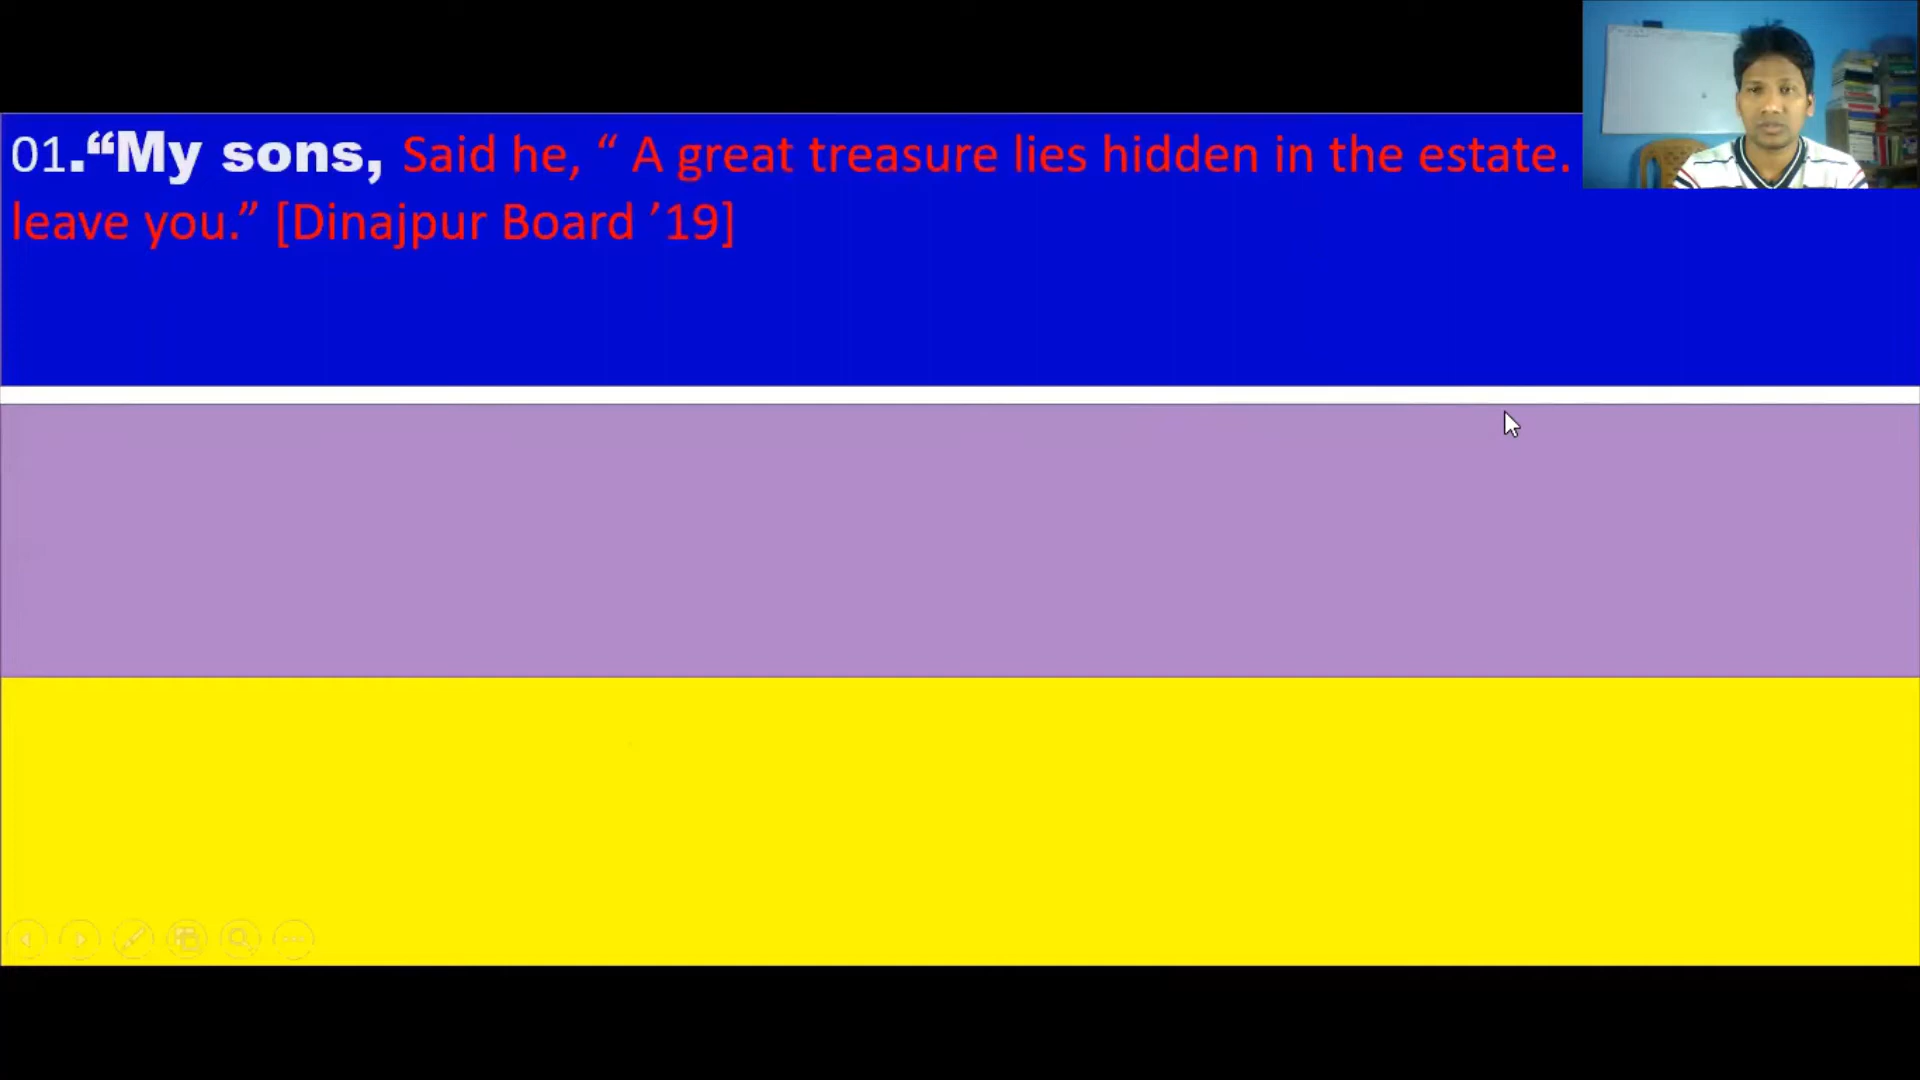 01.“My sons, Said he, “ A great treasure lies hidden in the estate.
leave you.” [Dinajpur Board ’19]